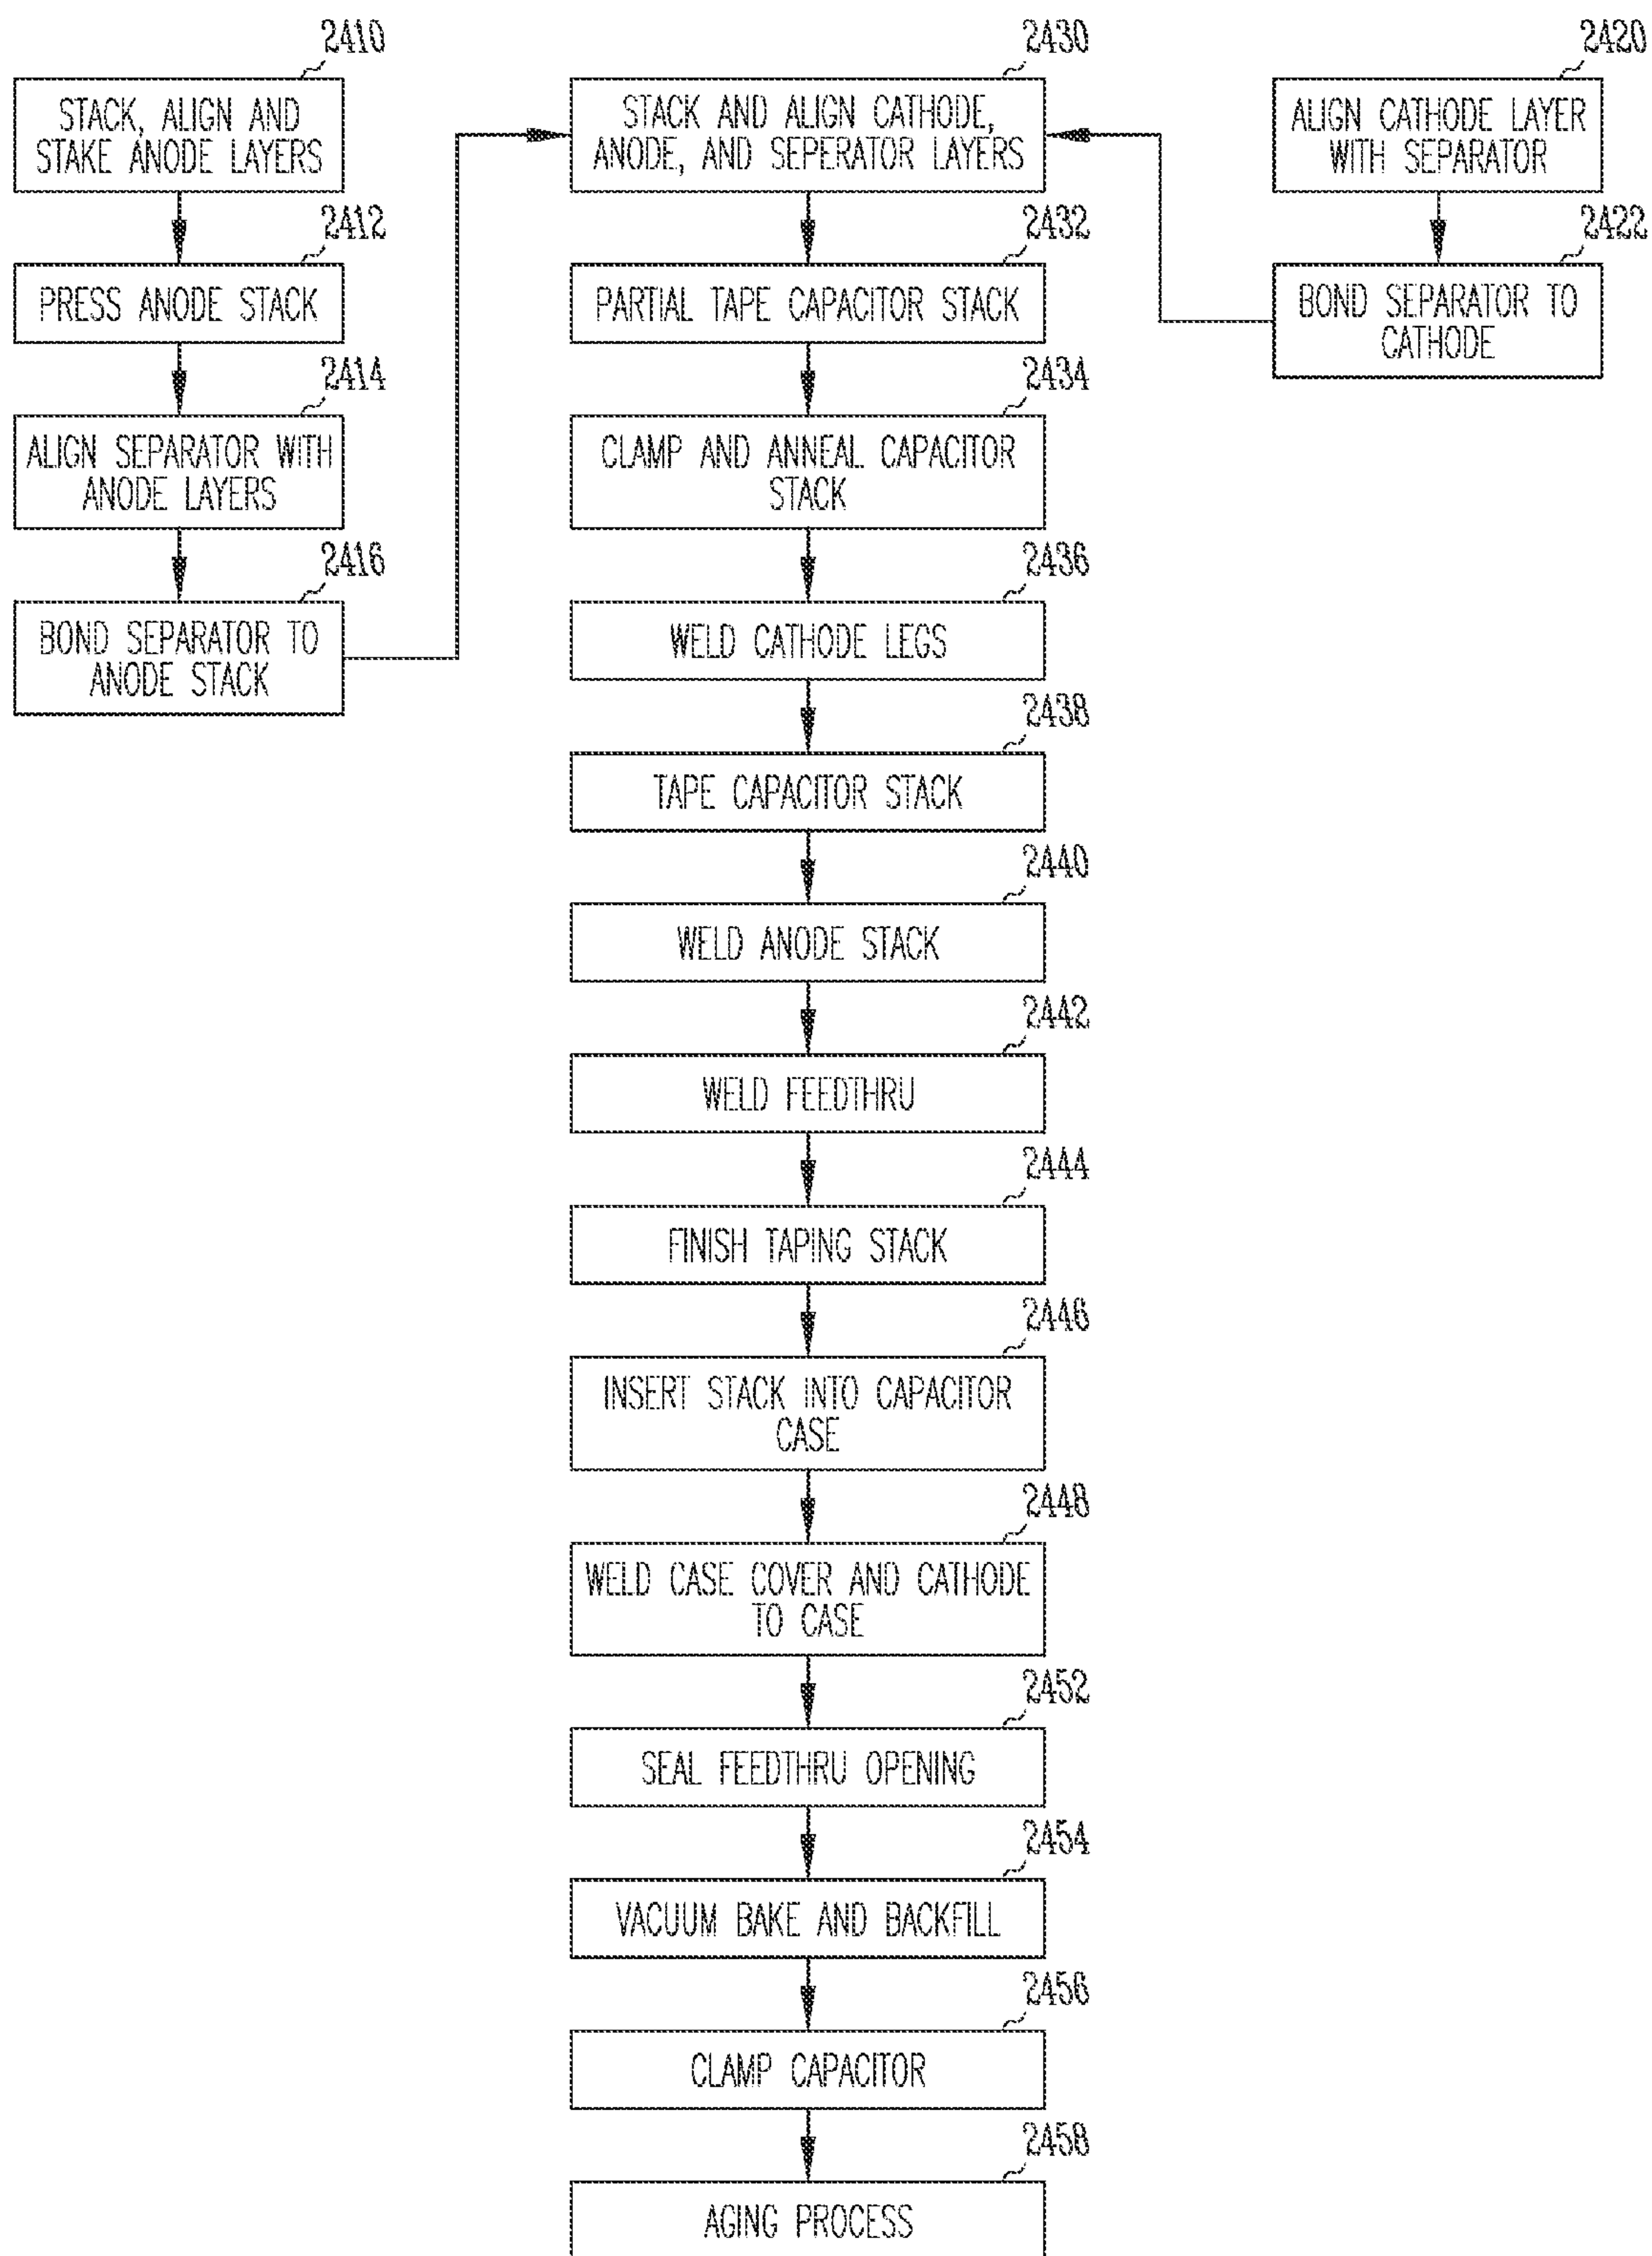 2410
STACK, ALIGN AND
STAKE ANODE LAYERS
2412
PRESS ANODE STACK
2414
ALIGN SEPARATOR WITH
ANODE LAYERS
2416
BOND SEPARATOR TO
ANODE STACK
2420
ALIGN CATHODE LAYER
WITH SEPARATOR
2422
BOND SEPARATOR TO
CATHODE
2430
STACK AND ALIGN CATHODE,
ANODE, AND SEPERATOR LAYERS
2432
PARTIAL TAPE CAPACITOR STACK
2434
CLAMP AND ANNEAL CAPACITOR
STACK
2436
WELD CATHODE LEGS
2438
TAPE CAPACITOR STACK
2440
WELD ANODE STACK
2442
WELD FEEDTHRU
2444
FINISH TAPING STACK
2446
INSERT STACK INTO CAPACITOR
CASE
2448
WELD CASE COVER AND CATHODE
TO CASE
2452
SEAL FEEDTHRU OPENING
2454
VACUUM BAKE AND BACKFILL
2456
CLAMP CAPACITOR
2458
AGING PROCESS